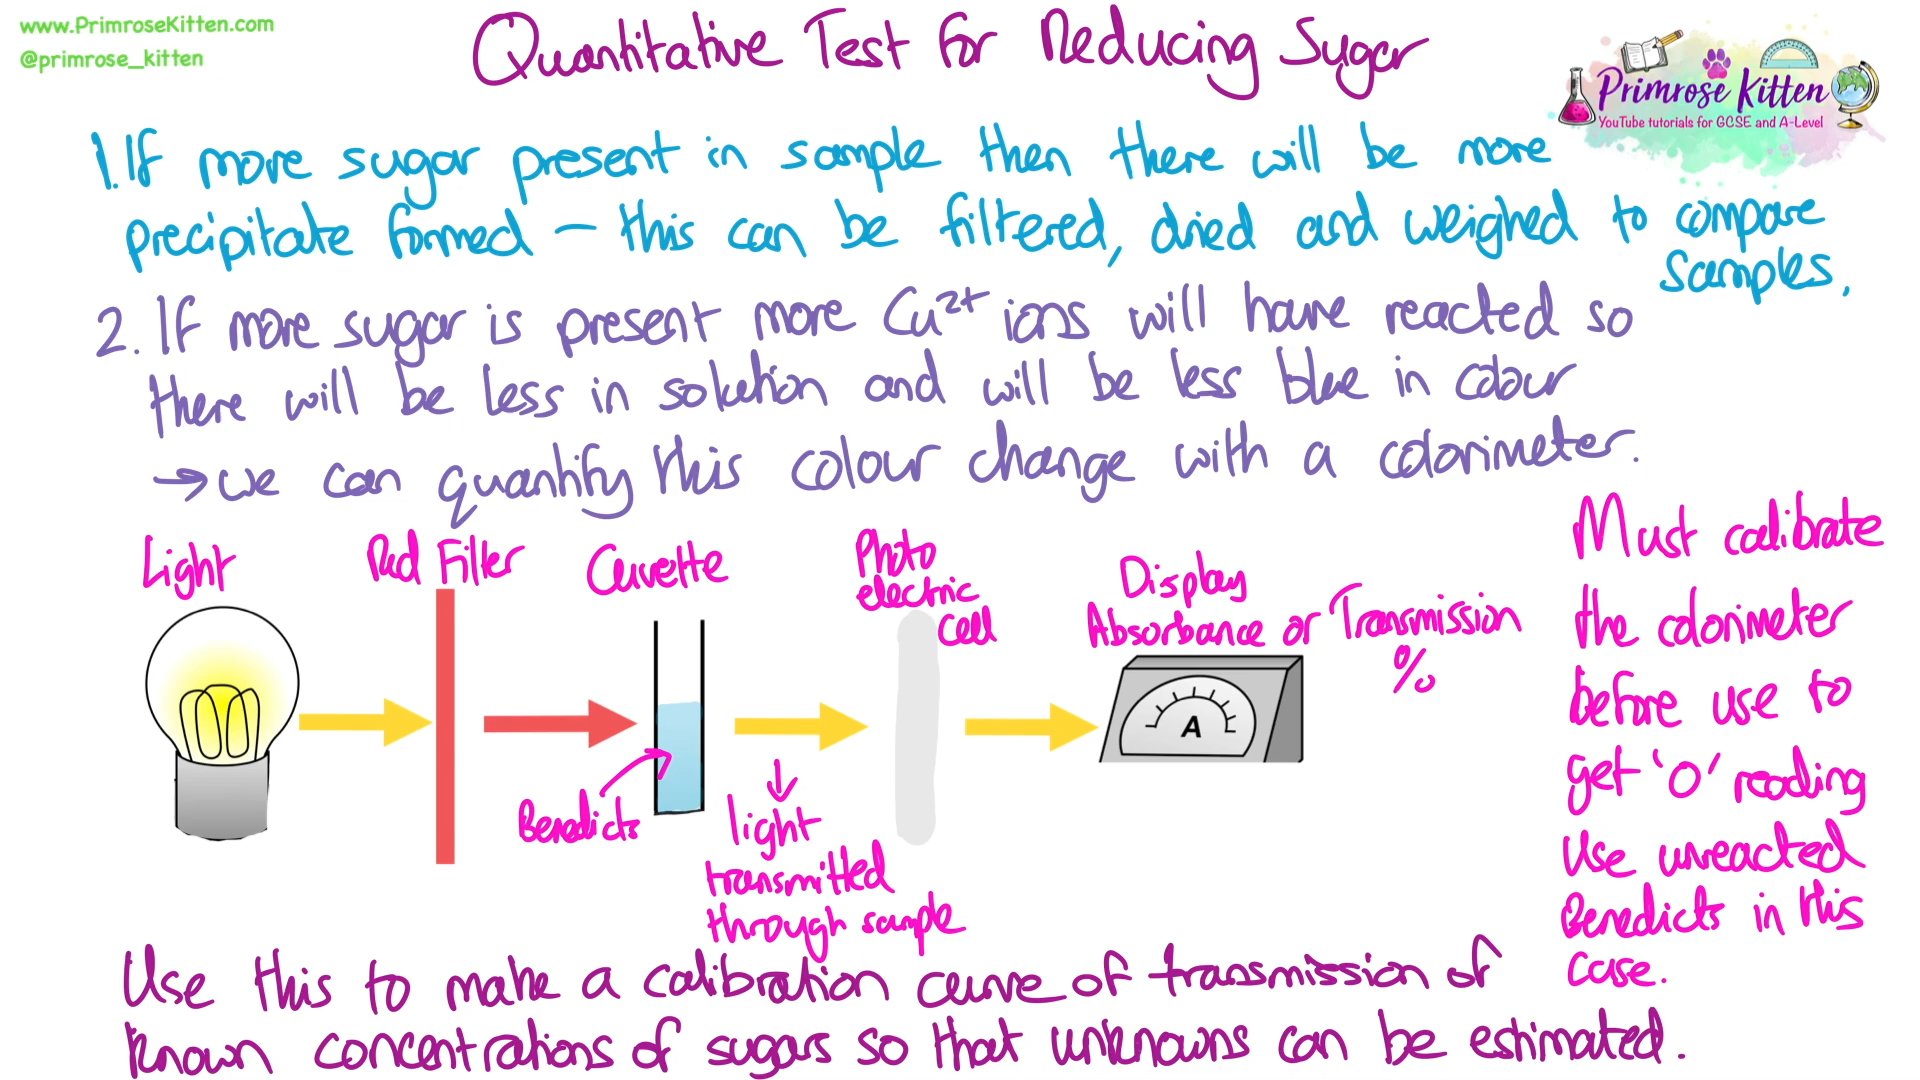 www.PrimroseKitten.com
@primrose_kitten
Quantitative Test for Reducing Sugar
Primrose Kitten
YouTube tutorials for GCSE and A-Level
1. If more sugar present in sample then there will be more
precipitate formed – this can be filtered, dried and weighed to compare
samples,
2. If more sugar is present more Cu²⁺ ions will have reacted so
there will be less in solution and will be less blue in colour
→ we can quantify this colour change with a colorimeter.
Light
Red Filter
Cuvette
Photo
electric
cell
Display
Absorbance or Transmission
%
A
Benedicts
light
transmitted
through sample
Must calibrate
the colorimeter
before use to
get '0' reading
Use unreacted
Benedicts in this
case.
Use this to make a calibration curve of transmission of
known concentrations of sugars so that unknowns can be estimated.